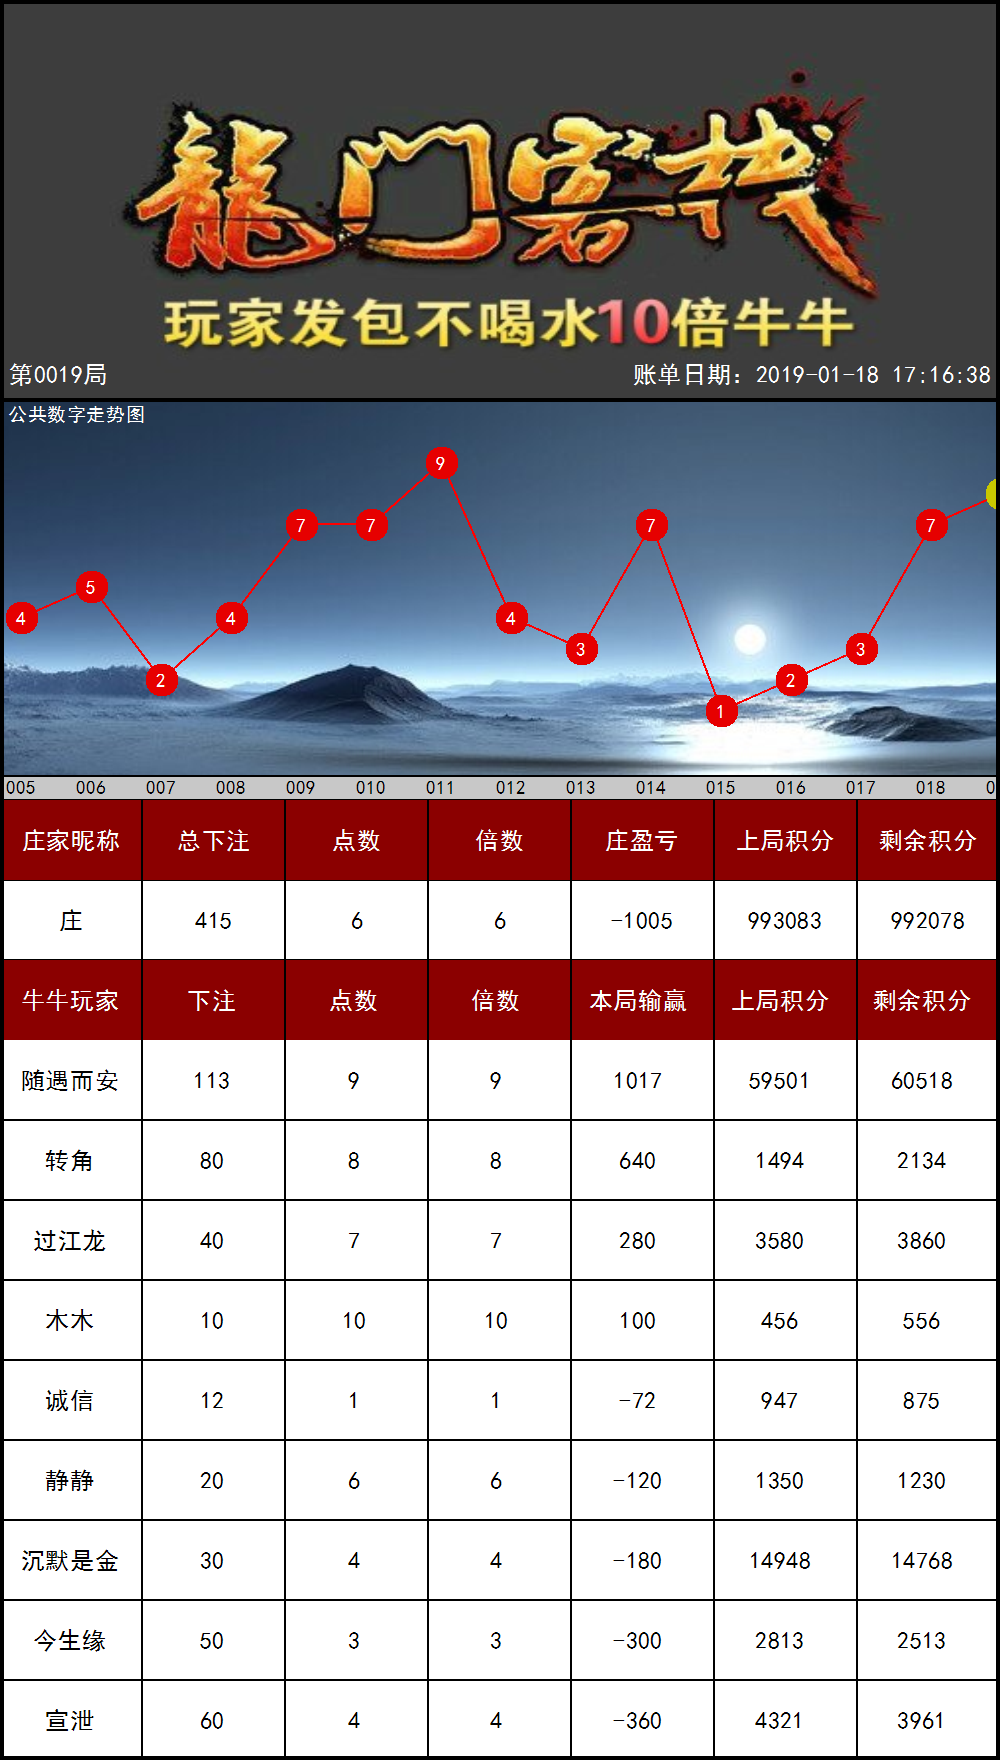 龍门客栈
玩家发包不喝水10倍牛牛
第0019局 账单日期：2019-01-18 17:16:38
公共数字走势图
4 5 2 4 7 7 9 4 3 7 1 2 3 7
005 006 007 008 009 010 011 012 013 014 015 016 017 018 0
庄家昵称 总下注 点数 倍数 庄盈亏 上局积分 剩余积分
庄 415 6 6 -1005 993083 992078
牛牛玩家 下注 点数 倍数 本局输赢 上局积分 剩余积分
随遇而安 113 9 9 1017 59501 60518
转角 80 8 8 640 1494 2134
过江龙 40 7 7 280 3580 3860
木木 10 10 10 100 456 556
诚信 12 1 1 -72 947 875
静静 20 6 6 -120 1350 1230
沉默是金 30 4 4 -180 14948 14768
今生缘 50 3 3 -300 2813 2513
宣泄 60 4 4 -360 4321 3961